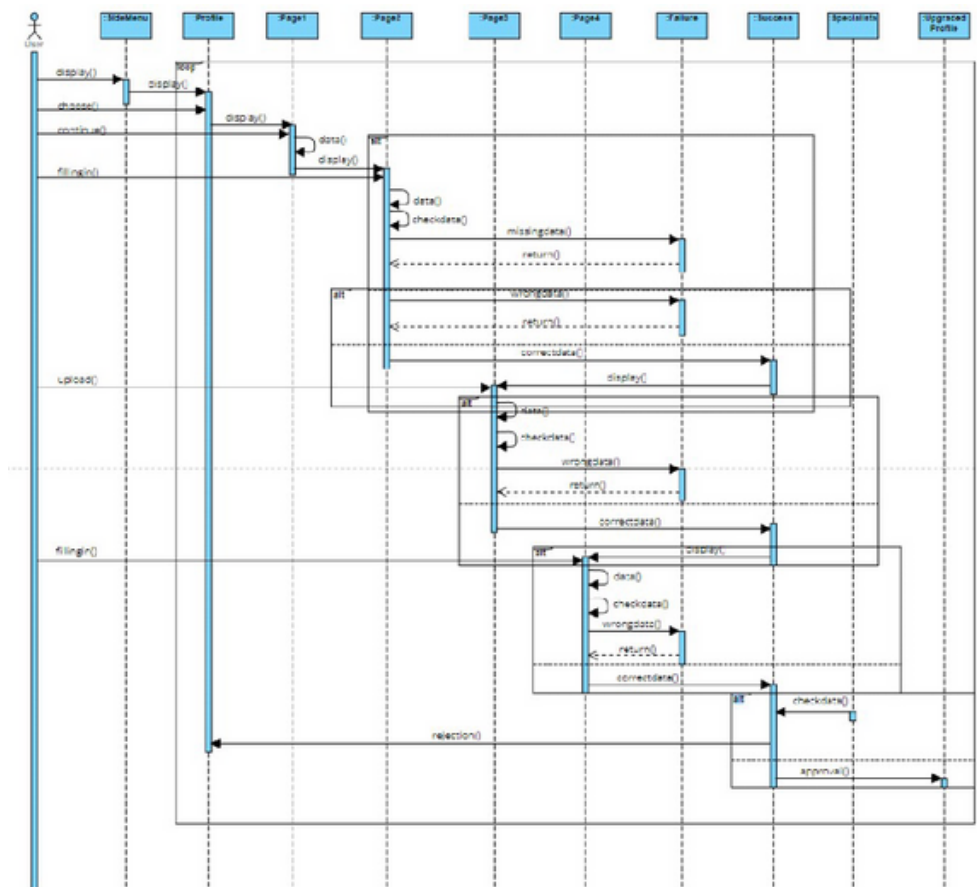 :SideMenu
Profile
:Page1
:Page2
:Page3
:Page4
:Failure
:Success
Specialists
:Upgraced
Profile
User
loop
display()
display()
choose()
display()
continue()
data()
alt
display()
fillingin()
data()
checkdata()
missingdata()
return()
alt
wrongdata()
return()
correctdata()
upload()
display()
alt
data()
checkdata()
wrongdata()
return()
correctdata()
fillingin()
alt
display()
data()
checkdata()
wrongdata()
return()
correctdata()
alt
checkdata()
rejection()
approval()